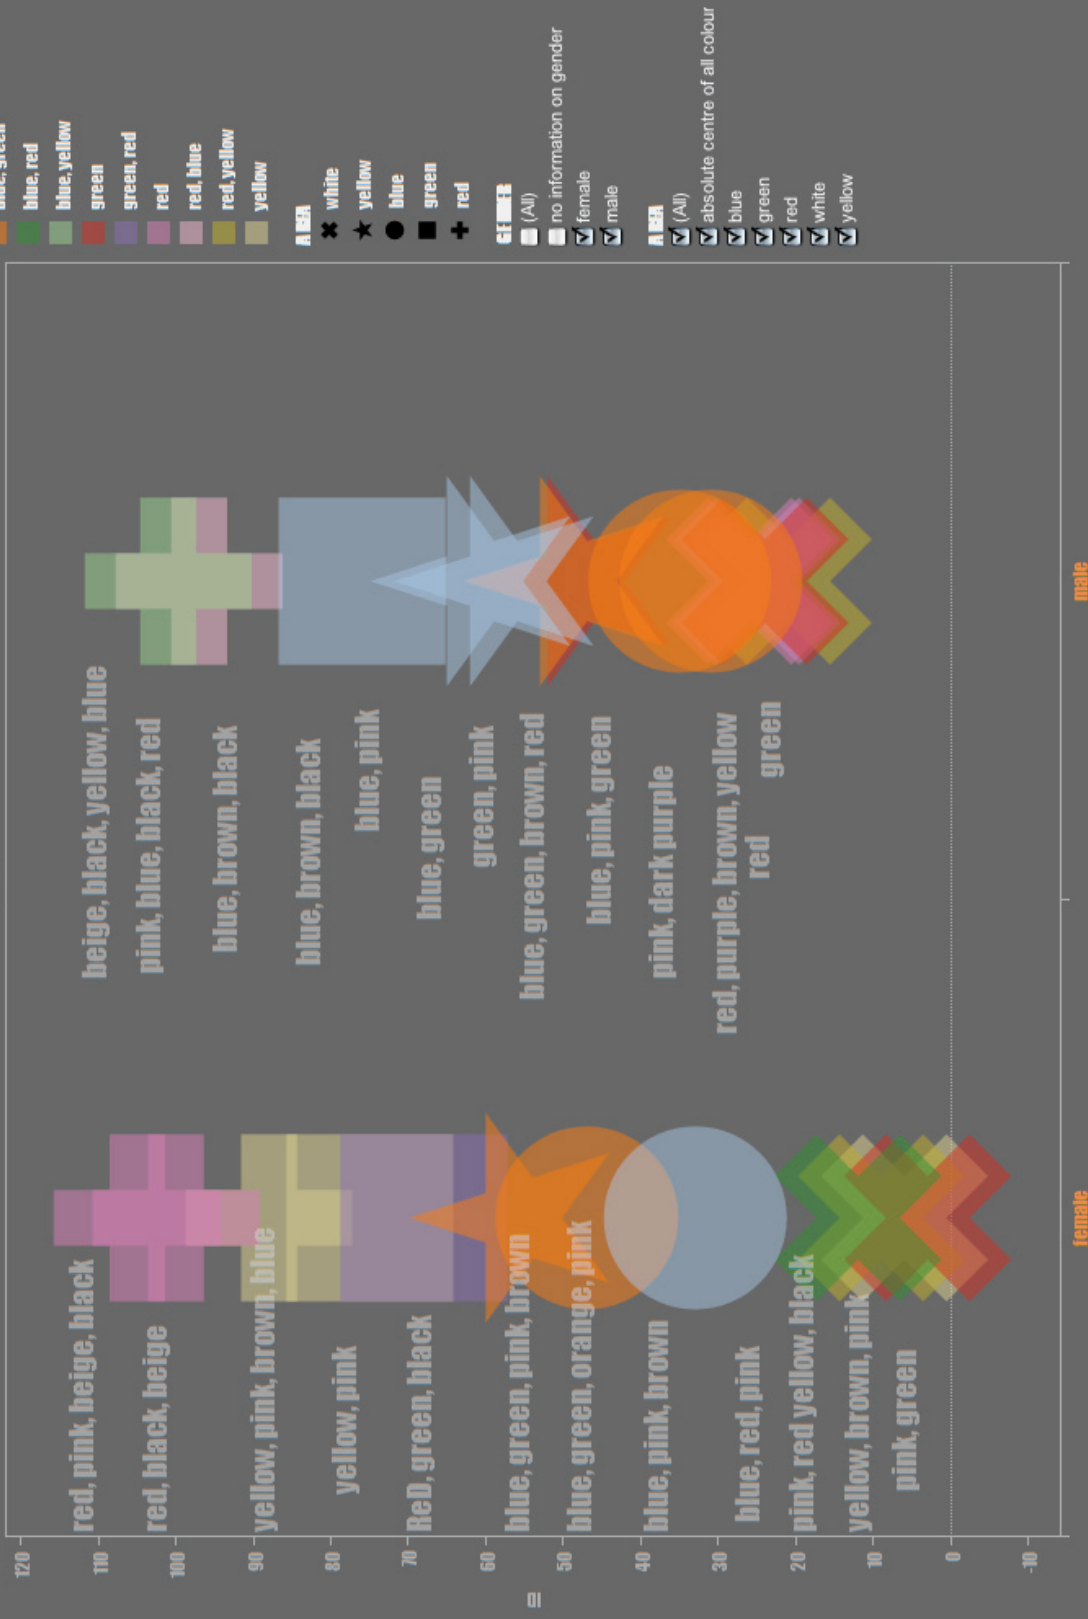 blue, green
blue, red
blue, yellow
green
green, red
red
red, blue
red, yellow
yellow
white
yellow
blue
green
red
(All)
no information on gender
female
male
(All)
absolute centre of all colour
blue
green
red
white
yellow
beige, black, yellow, blue
pink, blue, black, red
blue, brown, black
blue, brown, black
blue, pink
blue, green
green, pink
blue, green, brown, red
blue, pink, green
pink, dark purple
red, purple, brown, yellow
green
red
red, pink, beige, black
red, black, beige
yellow, pink, brown, blue
yellow, pink
ReD, green, black
blue, green, pink, brown
blue, green, orange, pink
blue, pink, brown
blue, red, pink
pink, red yellow, black
yellow, brown, pink
pink, green
120
110
100
90
80
70
60
50
40
30
20
10
0
-10
female
male